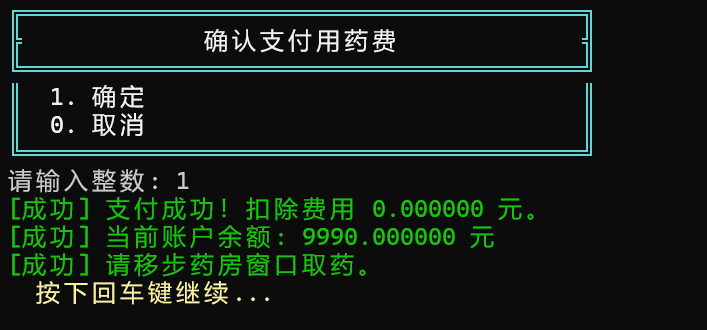 确认支付用药费
1. 确定
0. 取消
请输入整数: 1
[成功] 支付成功! 扣除费用 0.000000 元。
[成功] 当前账户余额: 9990.000000 元
[成功] 请移步药房窗口取药。
按下回车键继续...